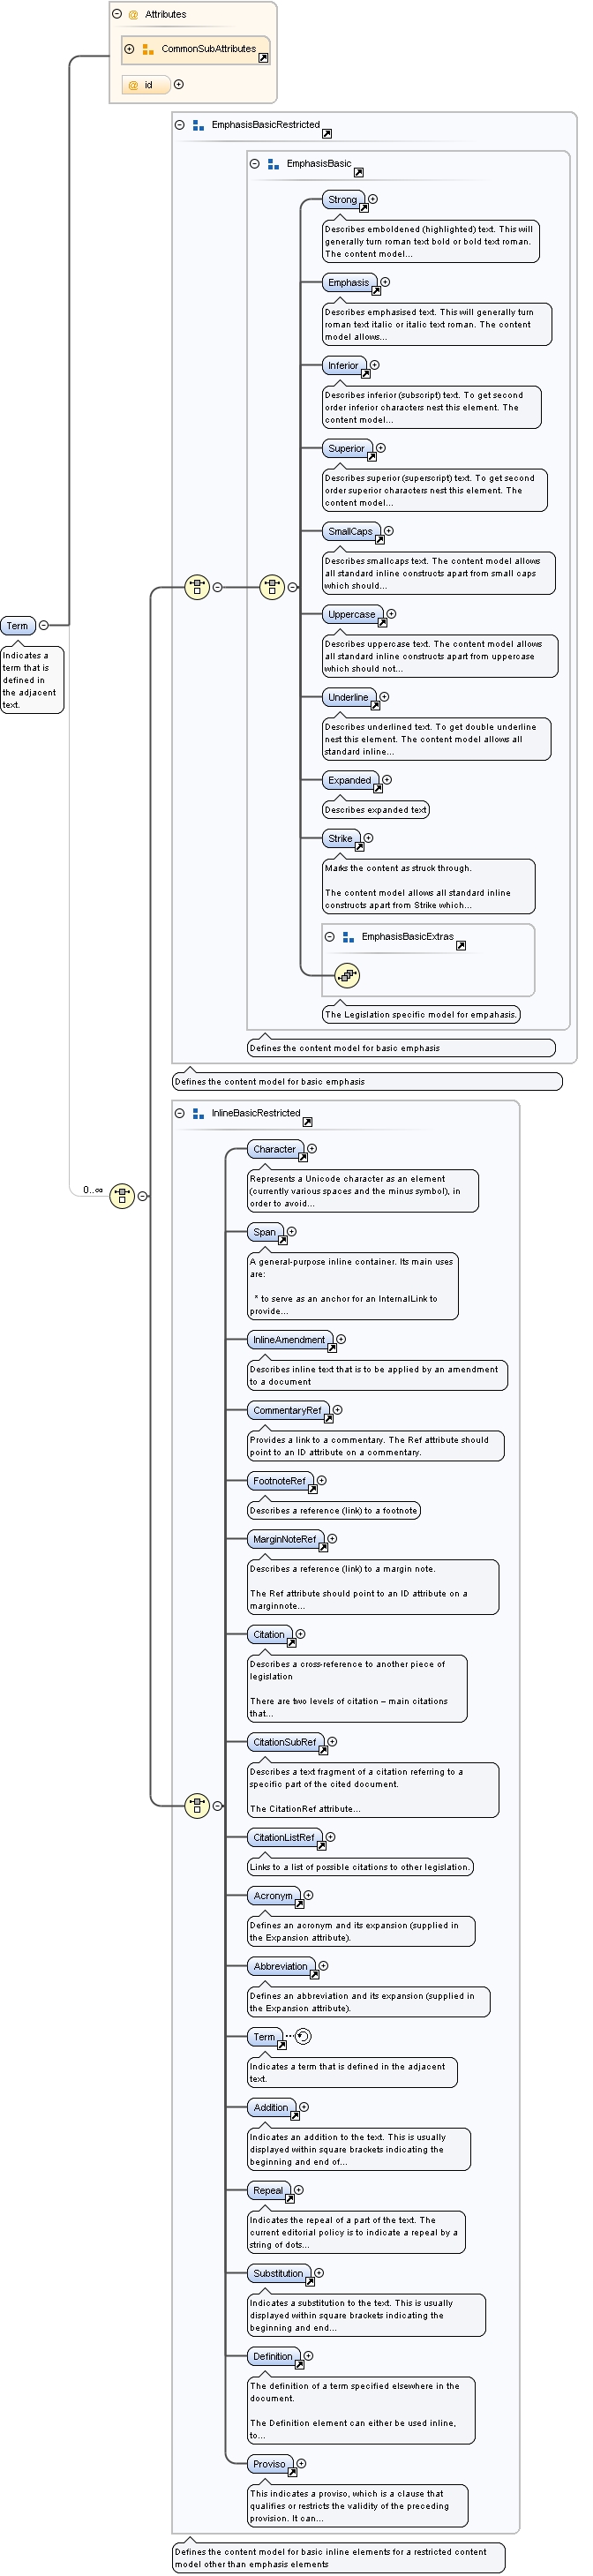 Attributes
CommonSubAttributes
id
EmphasisBasicRestricted
EmphasisBasic
Strong
Describes emboldened (highlighted) text. This will
generally turn roman text bold or bold text roman.
The content model...
Emphasis
Describes emphasised text. This will generally turn
roman text italic or italic text roman. The content
model allows...
Inferior
Describes inferior (subscript) text. To get second
order inferior characters nest this element. The
content model...
Superior
Describes superior (superscript) text. To get second
order superior characters nest this element. The
content model...
SmallCaps
Describes smallcaps text. The content model allows
all standard inline constructs apart from small caps
which should...
Uppercase
Describes uppercase text. The content model allows
all standard inline constructs apart from uppercase
which should not...
Term
Indicates a
term that is
defined in
the adjacent
text.
Underline
Describes underlined text. To get double underline
nest this element. The content model allows all
standard inline...
Expanded
Describes expanded text
Strike
Marks the content as struck through.
The content model allows all standard inline
constructs apart from Strike which...
EmphasisBasicExtras
The Legislation specific model for empahasis.
Defines the content model for basic emphasis
Defines the content model for basic emphasis
InlineBasicRestricted
Character
Represents a Unicode character as an element
(currently various spaces and the minus symbol), in
order to avoid...
0..∞
Span
A general-purpose inline container. Its main uses
are:
* to serve as an anchor for an InternalLink to
provide...
InlineAmendment
Describes inline text that is to be applied by an amendment
to a document
CommentaryRef
Provides a link to a commentary. The Ref attribute should
point to an ID attribute on a commentary.
FootnoteRef
Describes a reference (link) to a footnote
MarginNoteRef
Describes a reference (link) to a margin note.
The Ref attribute should point to an ID attribute on a
marginnote...
Citation
Describes a cross-reference to another piece of
legislation
There are two levels of citation – main citations
that...
CitationSubRef
Describes a text fragment of a citation referring to a
specific part of the cited document.
The CitationRef attribute...
CitationListRef
Links to a list of possible citations to other legislation.
Acronym
Defines an acronym and its expansion (supplied in
the Expansion attribute).
Abbreviation
Defines an abbreviation and its expansion (supplied in
the Expansion attribute).
Term
Indicates a term that is defined in the adjacent
text.
Addition
Indicates an addition to the text. This is usually
displayed within square brackets indicating the
beginning and end of...
Repeal
Indicates the repeal of a part of the text. The
current editorial policy is to indicate a repeal by a
string of dots...
Substitution
Indicates a substitution to the text. This is usually
displayed within square brackets indicating the
beginning and end...
Definition
The definition of a term specified elsewhere in the
document.
The Definition element can either be used inline,
to...
Proviso
This indicates a proviso, which is a clause that
qualifies or restricts the validity of the preceding
provision. It can...
Defines the content model for basic inline elements for a restricted content
model other than emphasis elements